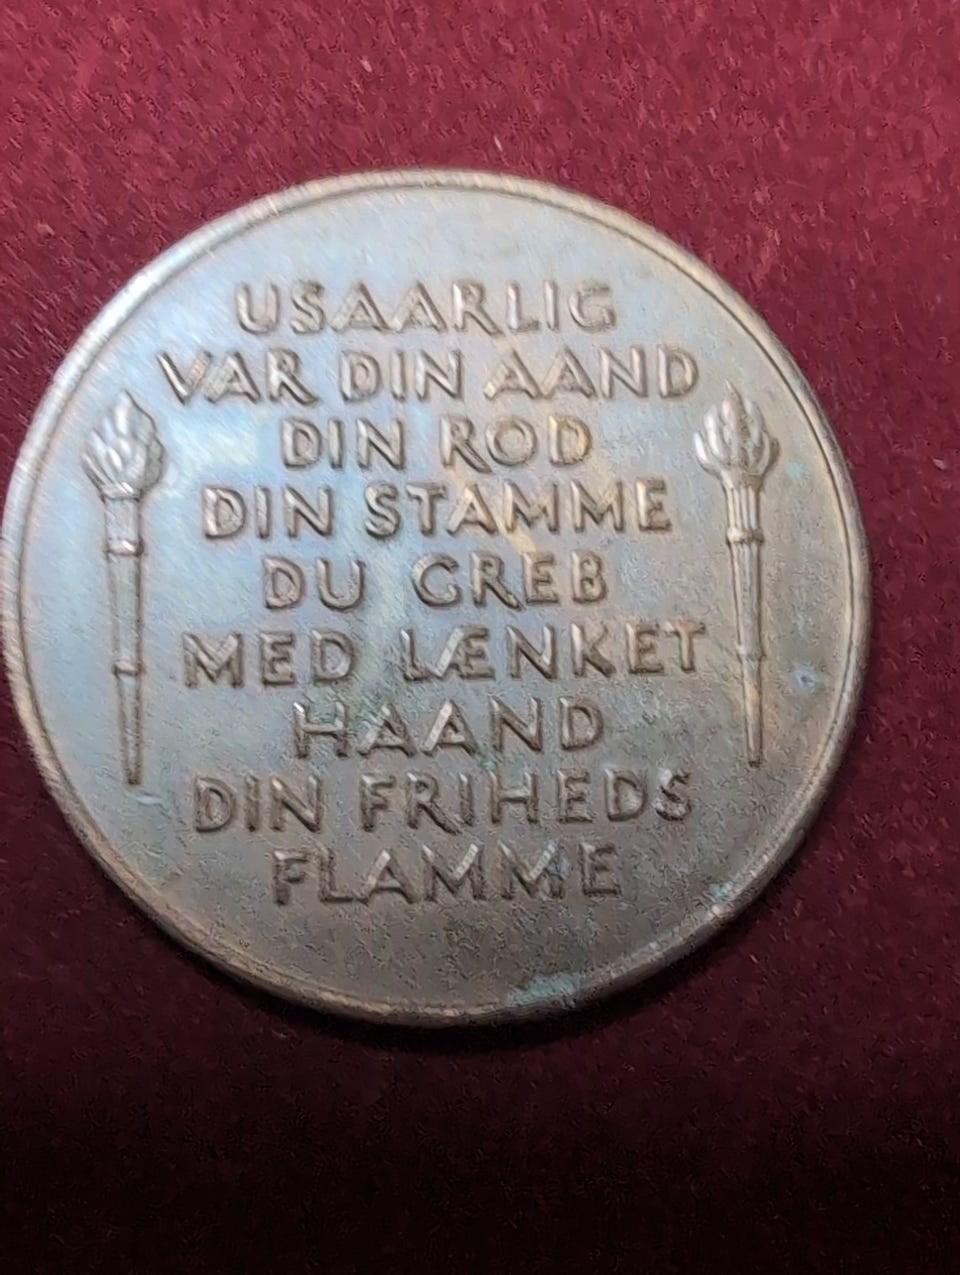 USAARLIG
VAR DIN AAND
DIN ROD
DIN STAMME
DU GREB
MED LÆNKET
HAAND
DIN FRIHEDS
FLAMME